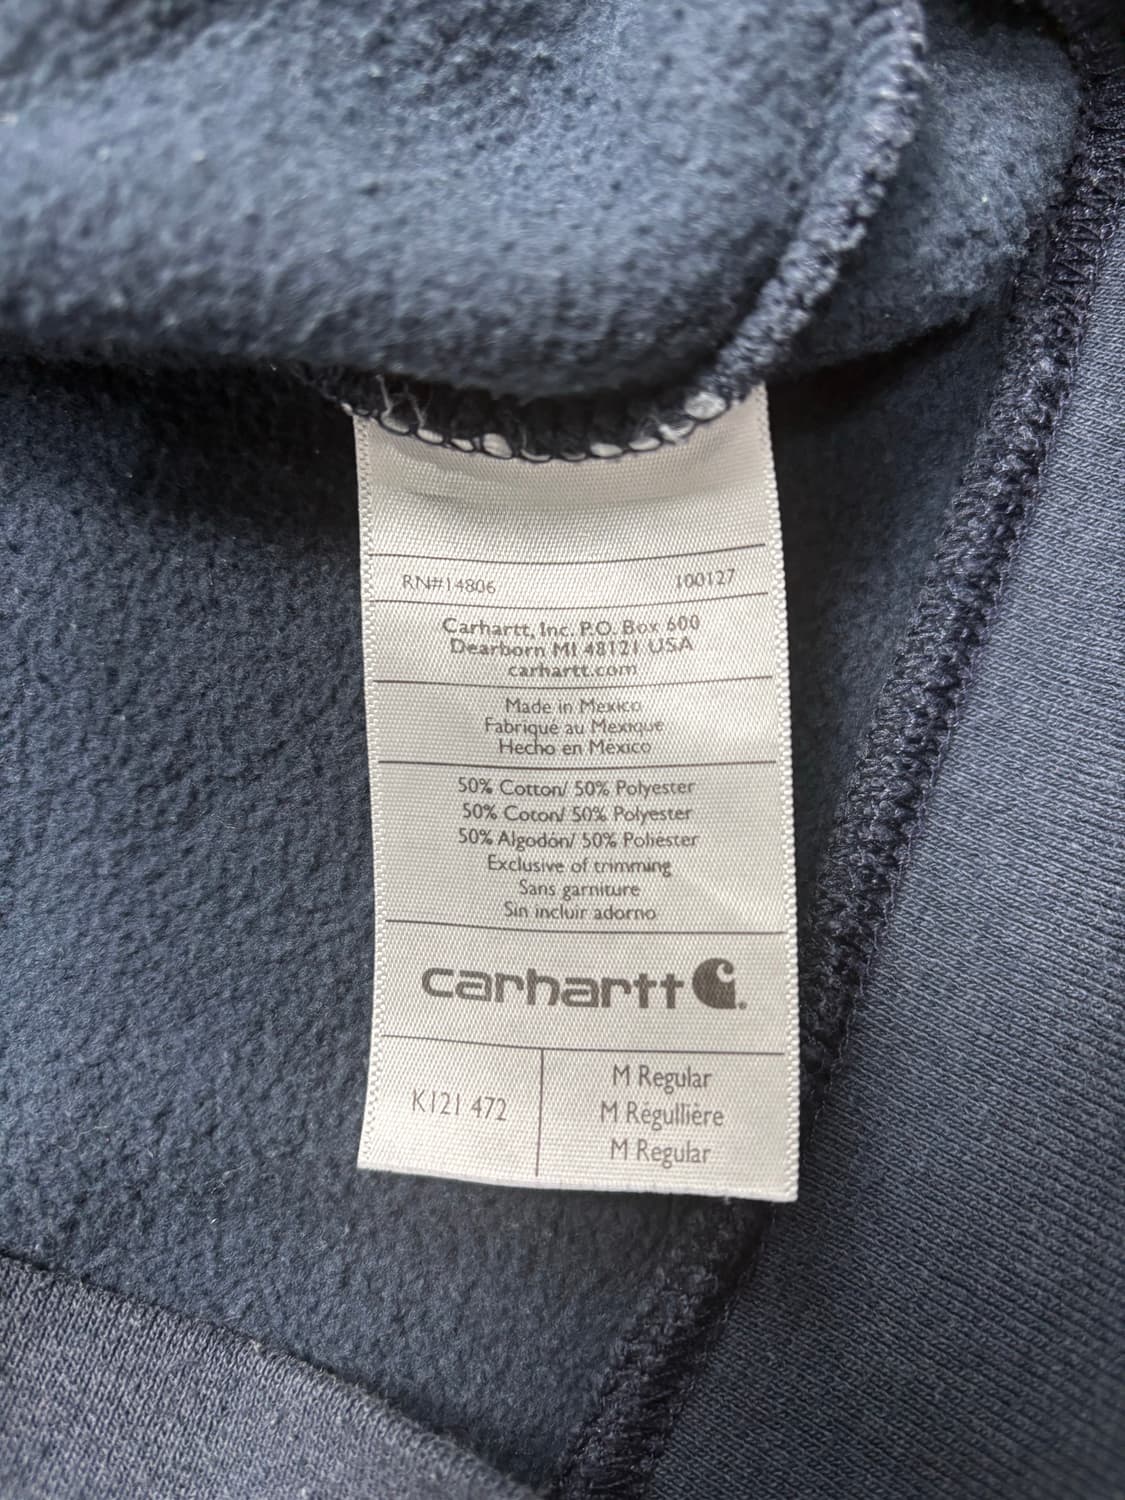 RN#14806 100127
Carhartt, Inc. P.O. Box 600
Dearborn MI 48121 USA
carhartt.com
Made in Mexico
Fabriqué au Mexique
Hecho en México
50% Cotton/ 50% Polyester
50% Coton/ 50% Polyester
50% Algodón/ 50% Poliéster
Exclusive of trimming
Sans garniture
Sin incluir adorno
carhartt
K121 472
M Regular
M Régullière
M Regular